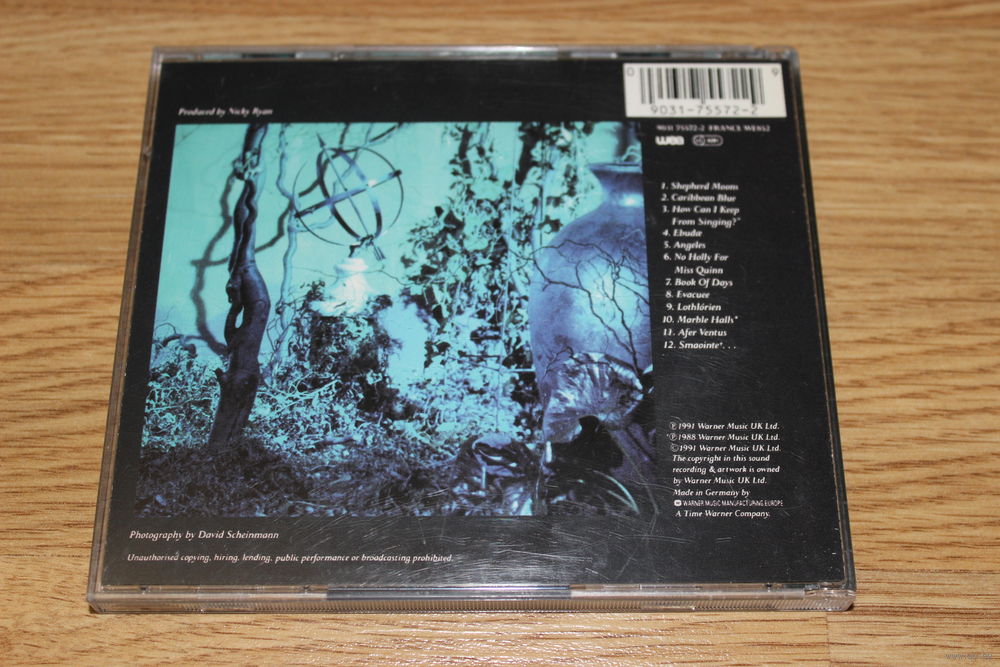 Produced by Nicky Ryan
0 9
9031-75572-2
9031 75572-2 FRANCE WE852
wea
1. Shepherd Moons
2. Caribbean Blue
3. How Can I Keep
From Singing?*
4. Ebudæ
5. Angeles
6. No Holly For
Miss Quinn
7. Book Of Days
8. Evacuee
9. Lothlórien
10. Marble Halls*
11. Afer Ventus
12. Smaointe*. . .
Ⓟ 1991 Warner Music UK Ltd.
*Ⓟ 1988 Warner Music UK Ltd.
Ⓒ 1991 Warner Music UK Ltd.
The copyright in this sound
recording & artwork is owned
by Warner Music UK Ltd.
Made in Germany by
WARNER MUSIC MANUFACTURING EUROPE
A Time Warner Company.
Photography by David Scheinmann
Unauthorised copying, hiring, lending, public performance or broadcasting prohibited.